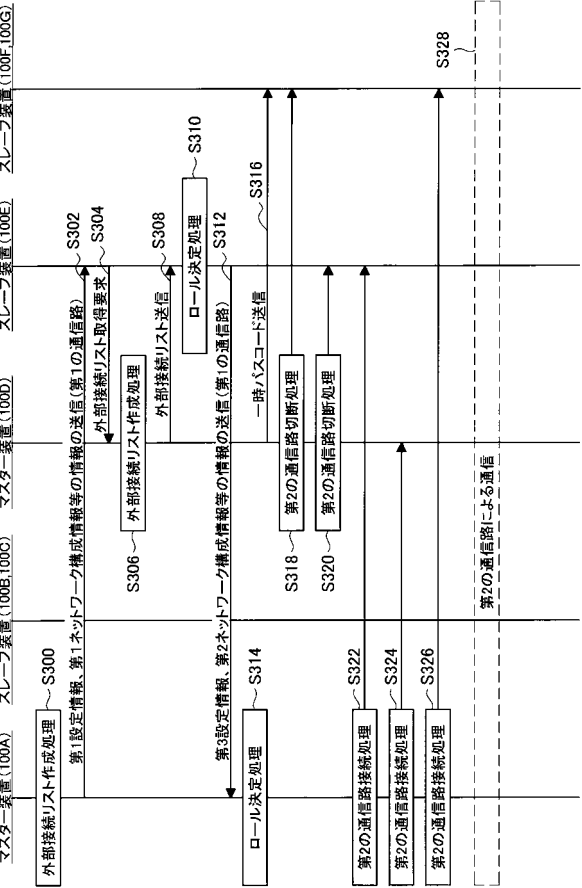 マスター装置(100A)
スレーブ装置(100B,100C)
マスター装置(100D)
スレーブ装置(100E)
スレーブ装置(100F,100G)
外部接続リスト作成処理
S300
第1設定情報、第1ネットワーク構成情報等の情報の送信(第1の通信路)
S302
外部接続リスト取得要求
S304
外部接続リスト作成処理
S306
外部接続リスト送信
S308
ロール決定処理
S310
第3設定情報、第2ネットワーク構成情報等の情報の送信(第1の通信路)
S312
ロール決定処理
S314
一時パスコード送信
S316
第2の通信路切断処理
S318
第2の通信路切断処理
S320
第2の通信路接続処理
S322
第2の通信路接続処理
S324
第2の通信路接続処理
S326
第2の通信路による通信
S328